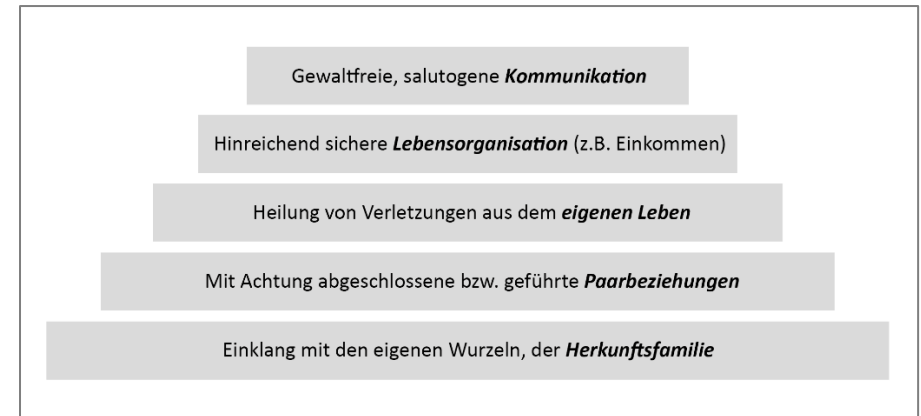 Gewaltfreie, salutogene Kommunikation
Hinreichend sichere Lebensorganisation (z.B. Einkommen)
Heilung von Verletzungen aus dem eigenen Leben
Mit Achtung abgeschlossene bzw. geführte Paarbeziehungen
Einklang mit den eigenen Wurzeln, der Herkunftsfamilie